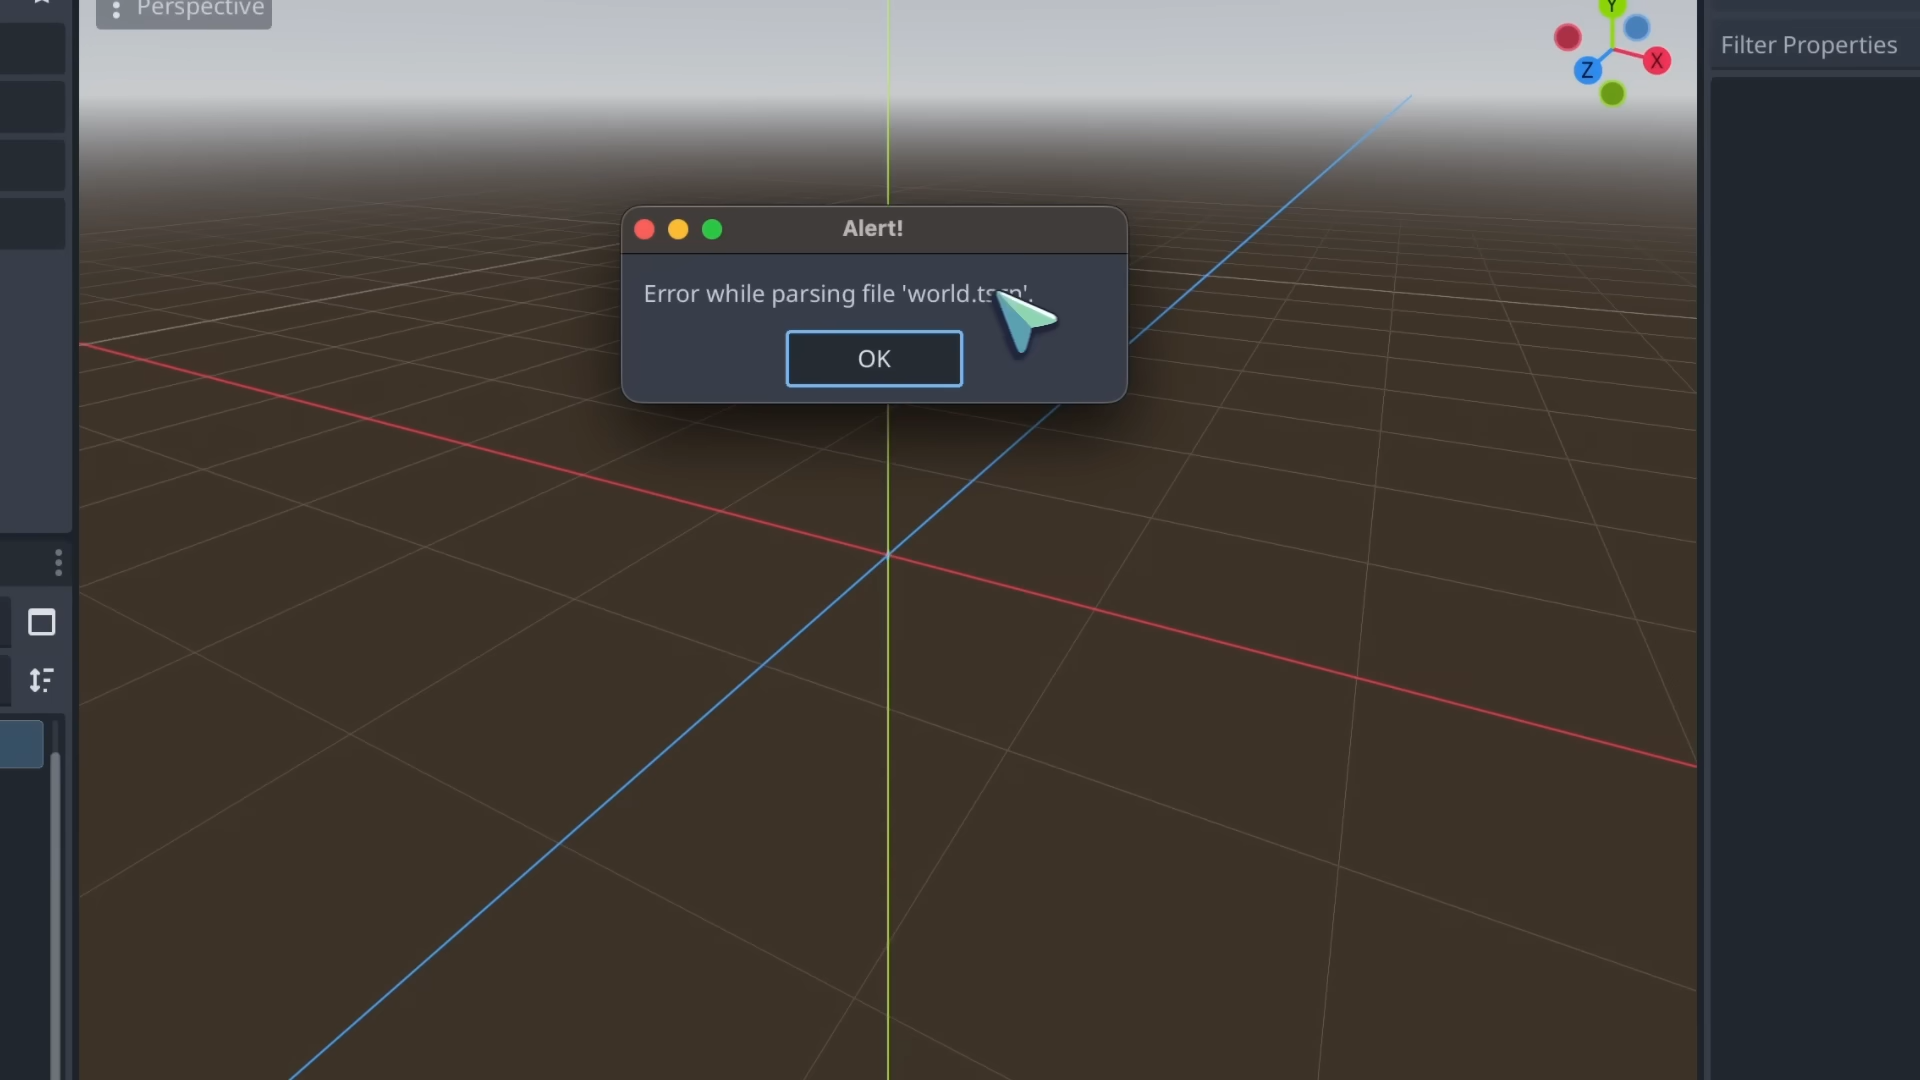 Perspective
Y
X
Z
Filter Properties
Alert!
Error while parsing file 'world.tscn'.
OK